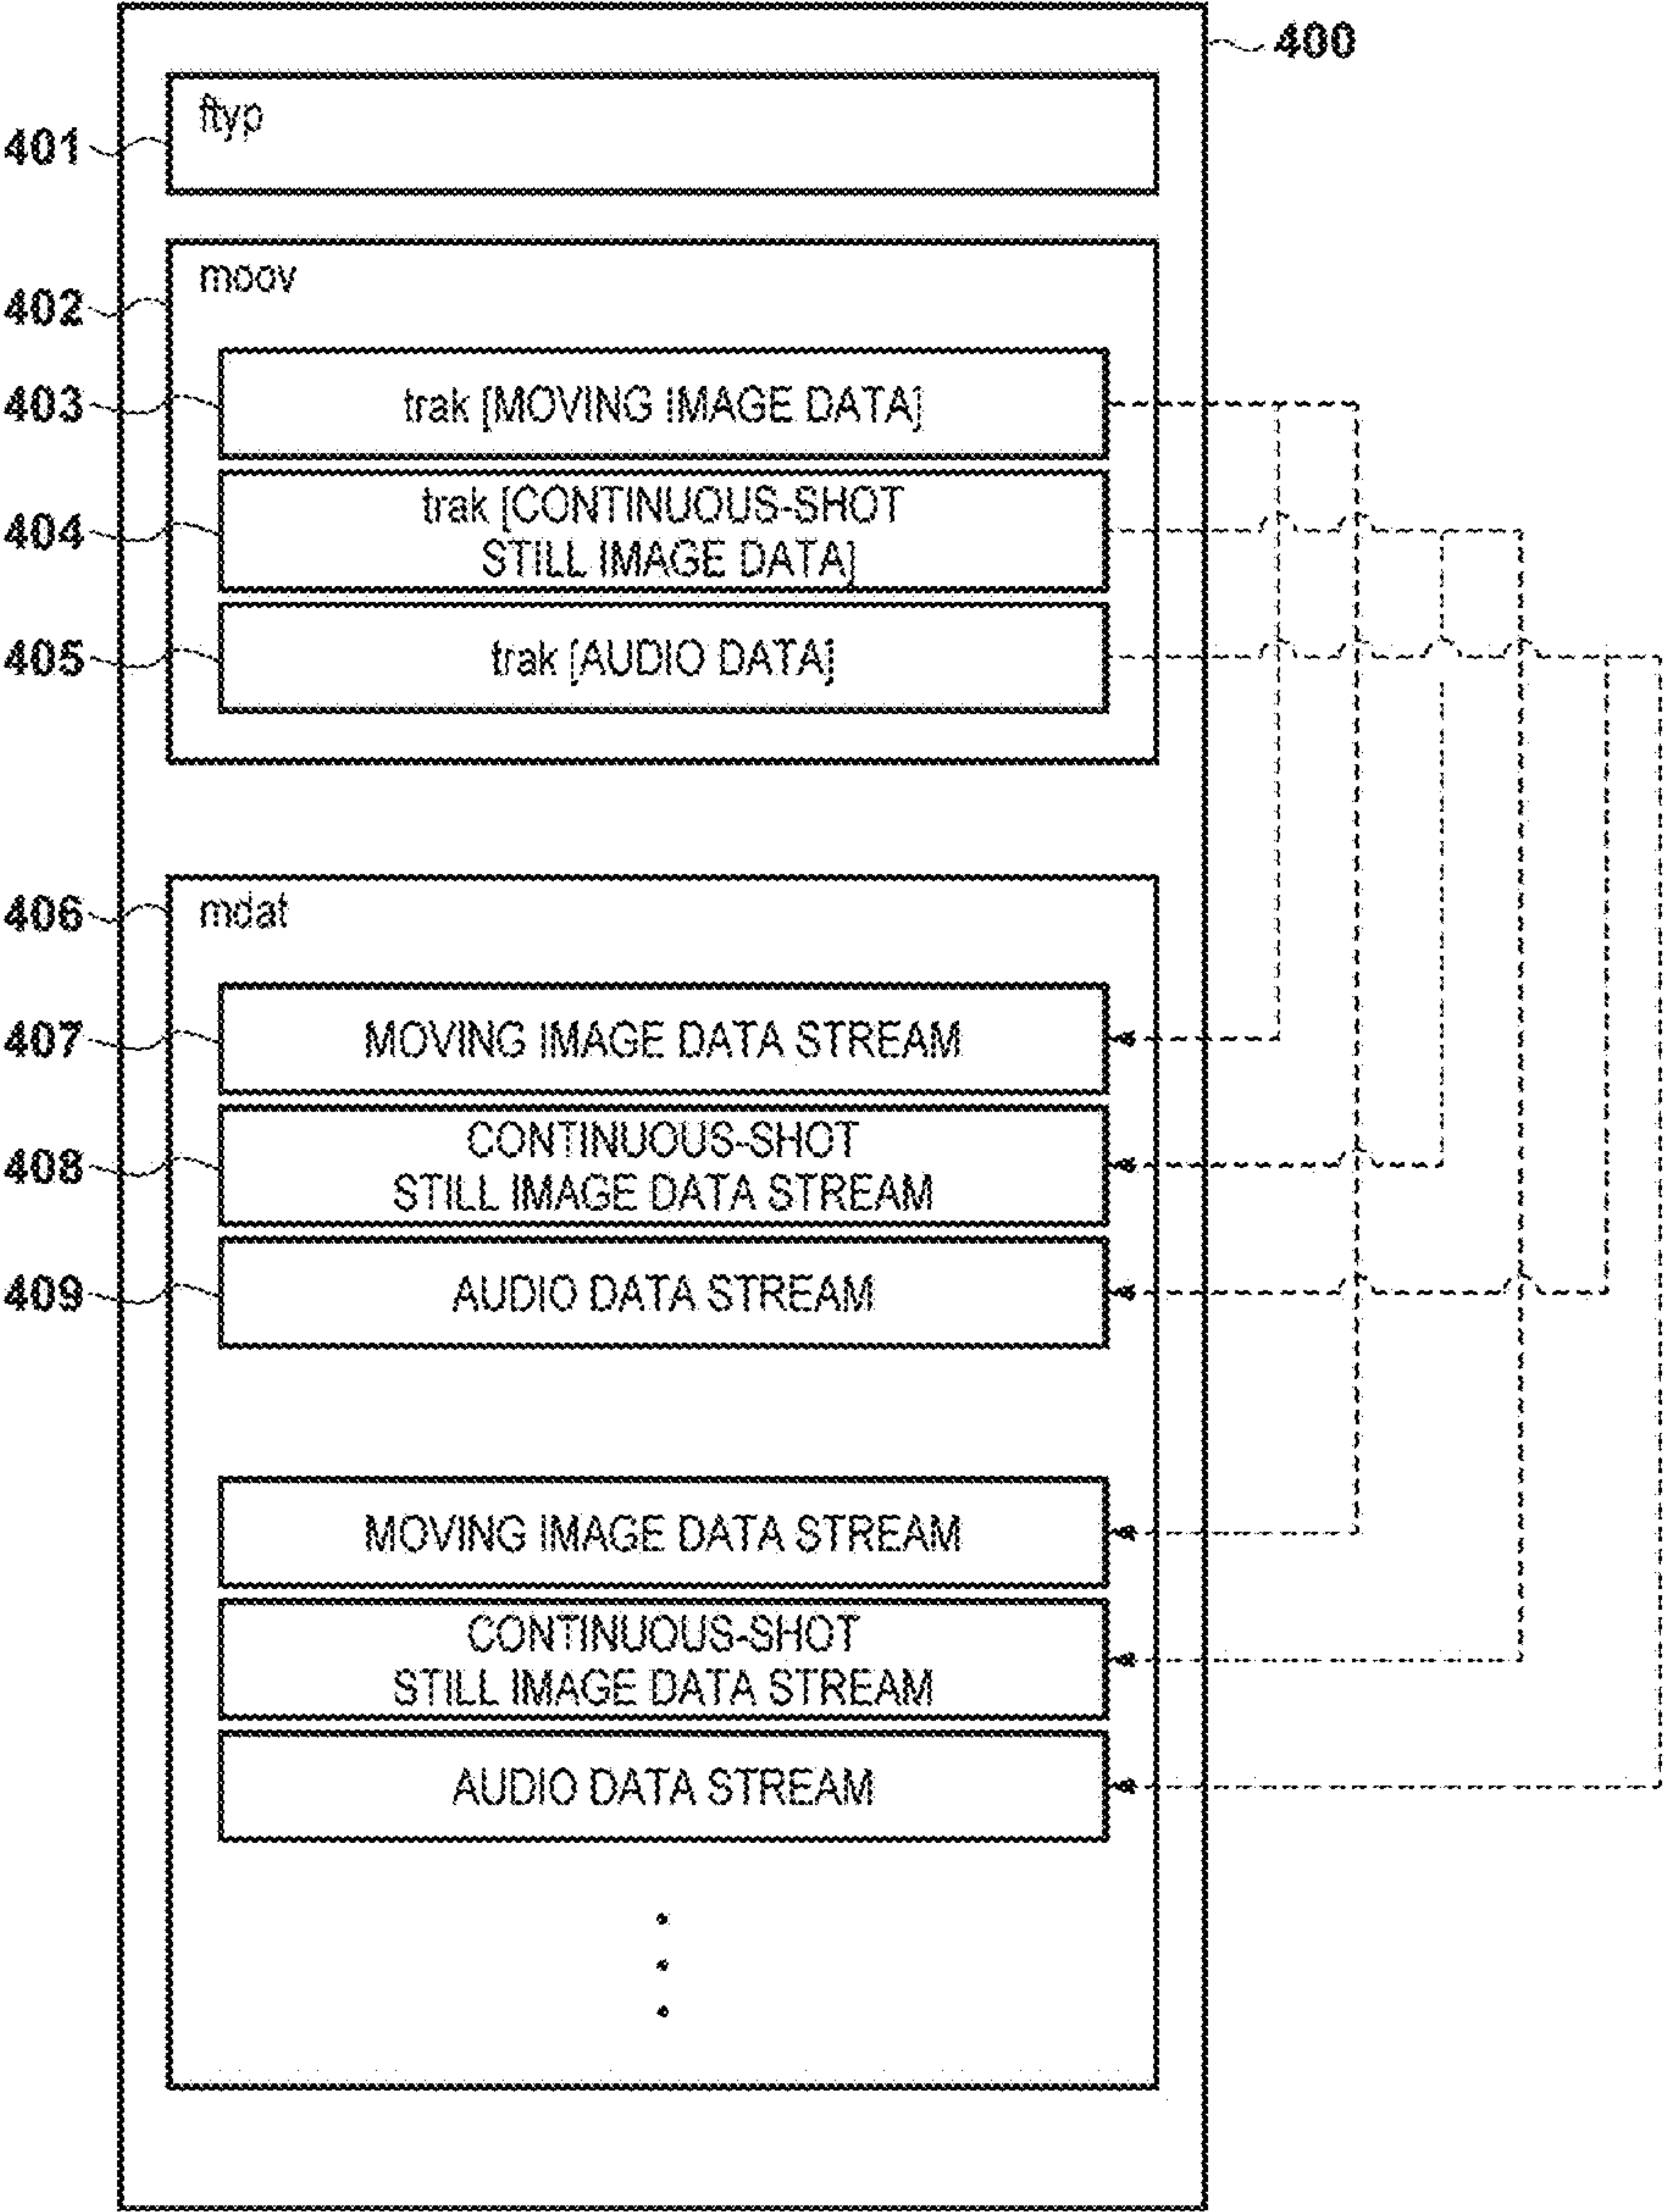 400
ftyp
401
moov
402
403 trak [MOVING IMAGE DATA]
404 trak [CONTINUOUS-SHOT
STILL IMAGE DATA]
405 trak [AUDIO DATA]
406
mdat
407 MOVING IMAGE DATA STREAM
408 CONTINUOUS-SHOT
STILL IMAGE DATA STREAM
409 AUDIO DATA STREAM
MOVING IMAGE DATA STREAM
CONTINUOUS-SHOT
STILL IMAGE DATA STREAM
AUDIO DATA STREAM